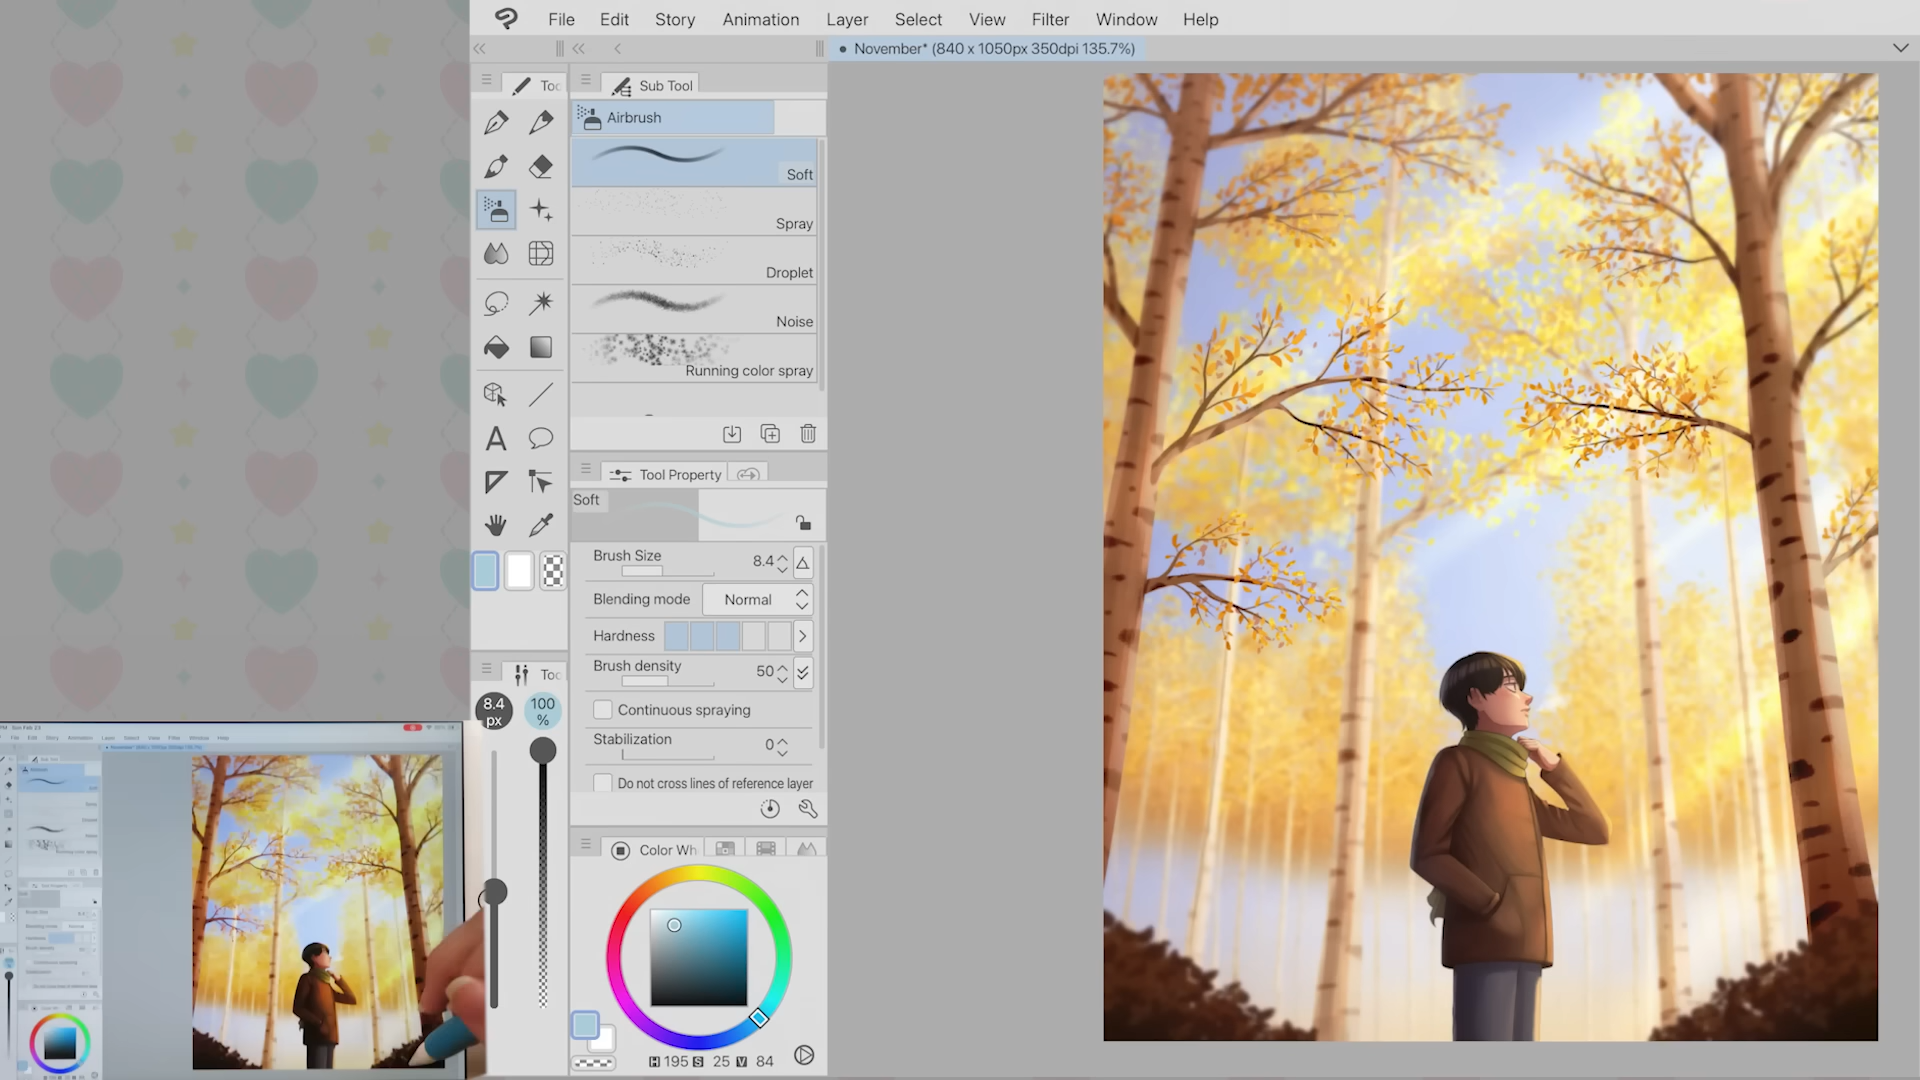 File Edit Story Animation Layer Select View Filter Window Help
November* (840 x 1050px 350dpi 135.7%)
Toc
Sub Tool
Airbrush
Soft
Spray
Droplet
Noise
Running color spray
Tool Property
Soft
Brush Size 8.4
Blending mode Normal
Hardness
Brush density 50
Continuous spraying
Stabilization 0
Do not cross lines of reference layer
Toc
8.4 px
100 %
Color Wh
H 195 S 25 V 84